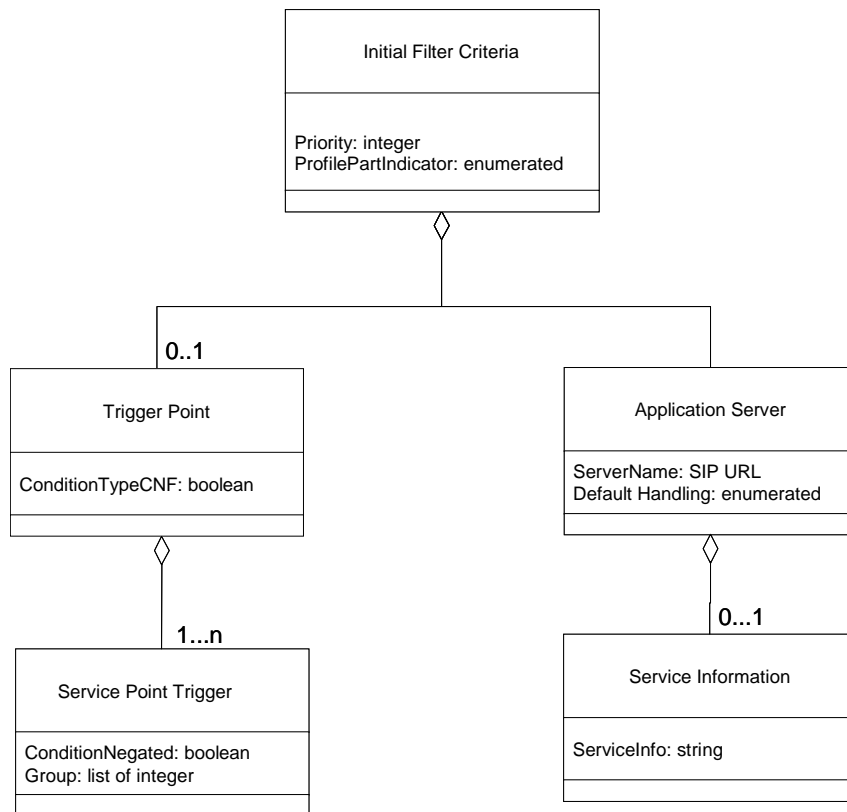 Initial Filter Criteria
Priority: integer
ProfilePartIndicator: enumerated
0..1
Trigger Point
ConditionTypeCNF: boolean
Application Server
ServerName: SIP URL
Default Handling: enumerated
1...n
0...1
Service Point Trigger
ConditionNegated: boolean
Group: list of integer
Service Information
ServiceInfo: string